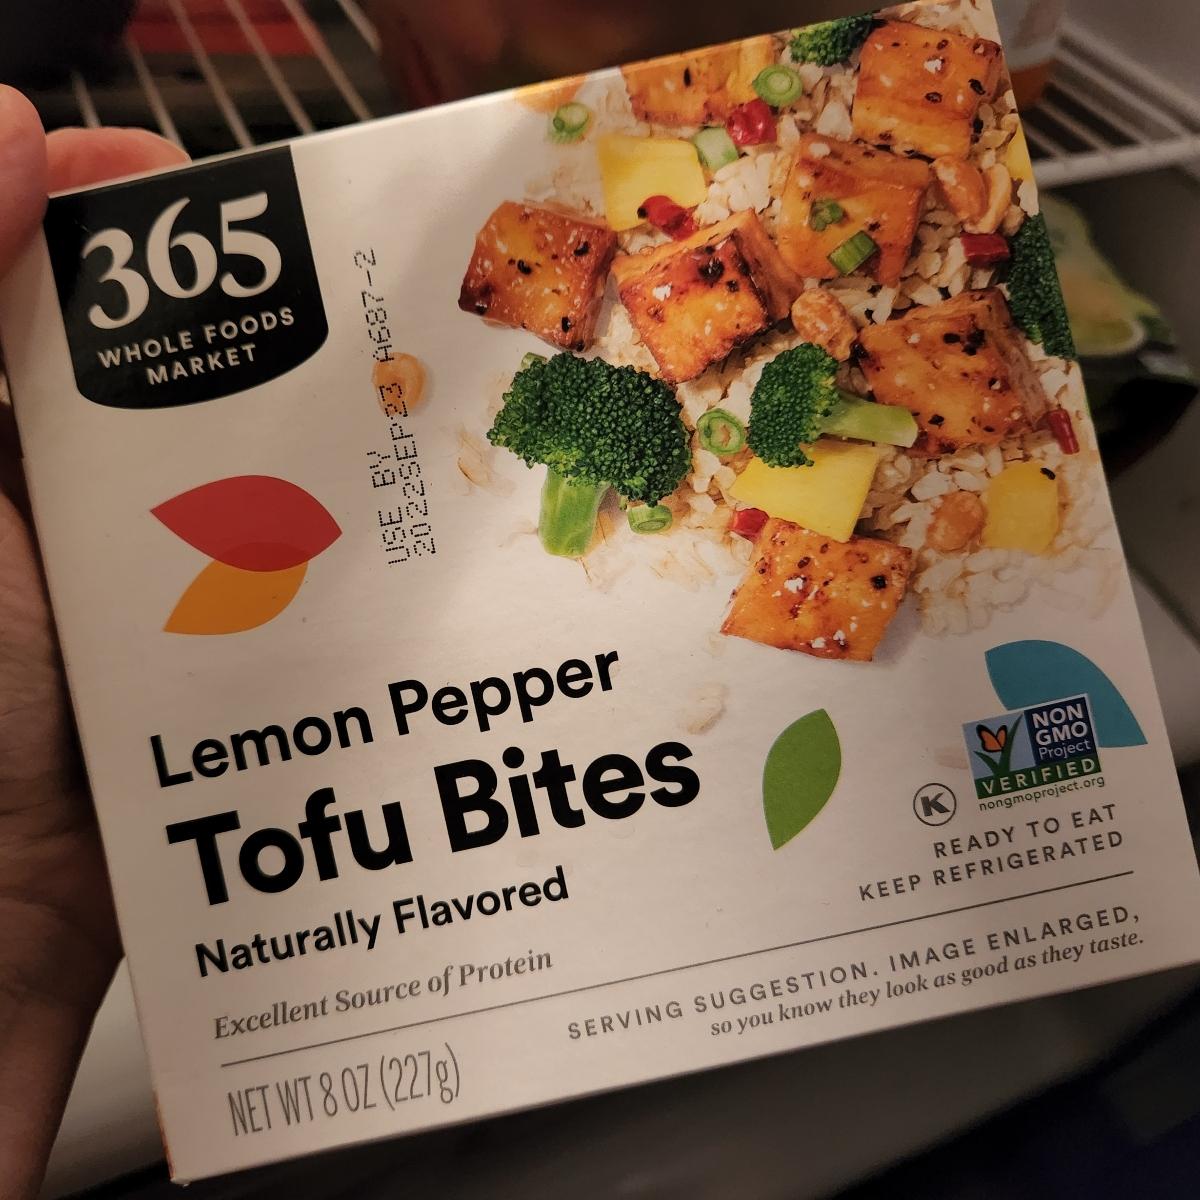 365
WHOLE FOODS
MARKET
USE BY
2022SEP23 A687-2
Lemon Pepper
Tofu Bites
Naturally Flavored
Excellent Source of Protein
NET WT 8 OZ (227g)
NON
GMO
Project
VERIFIED
nongmoproject.org
K
READY TO EAT
KEEP REFRIGERATED
SERVING SUGGESTION. IMAGE ENLARGED,
so you know they look as good as they taste.